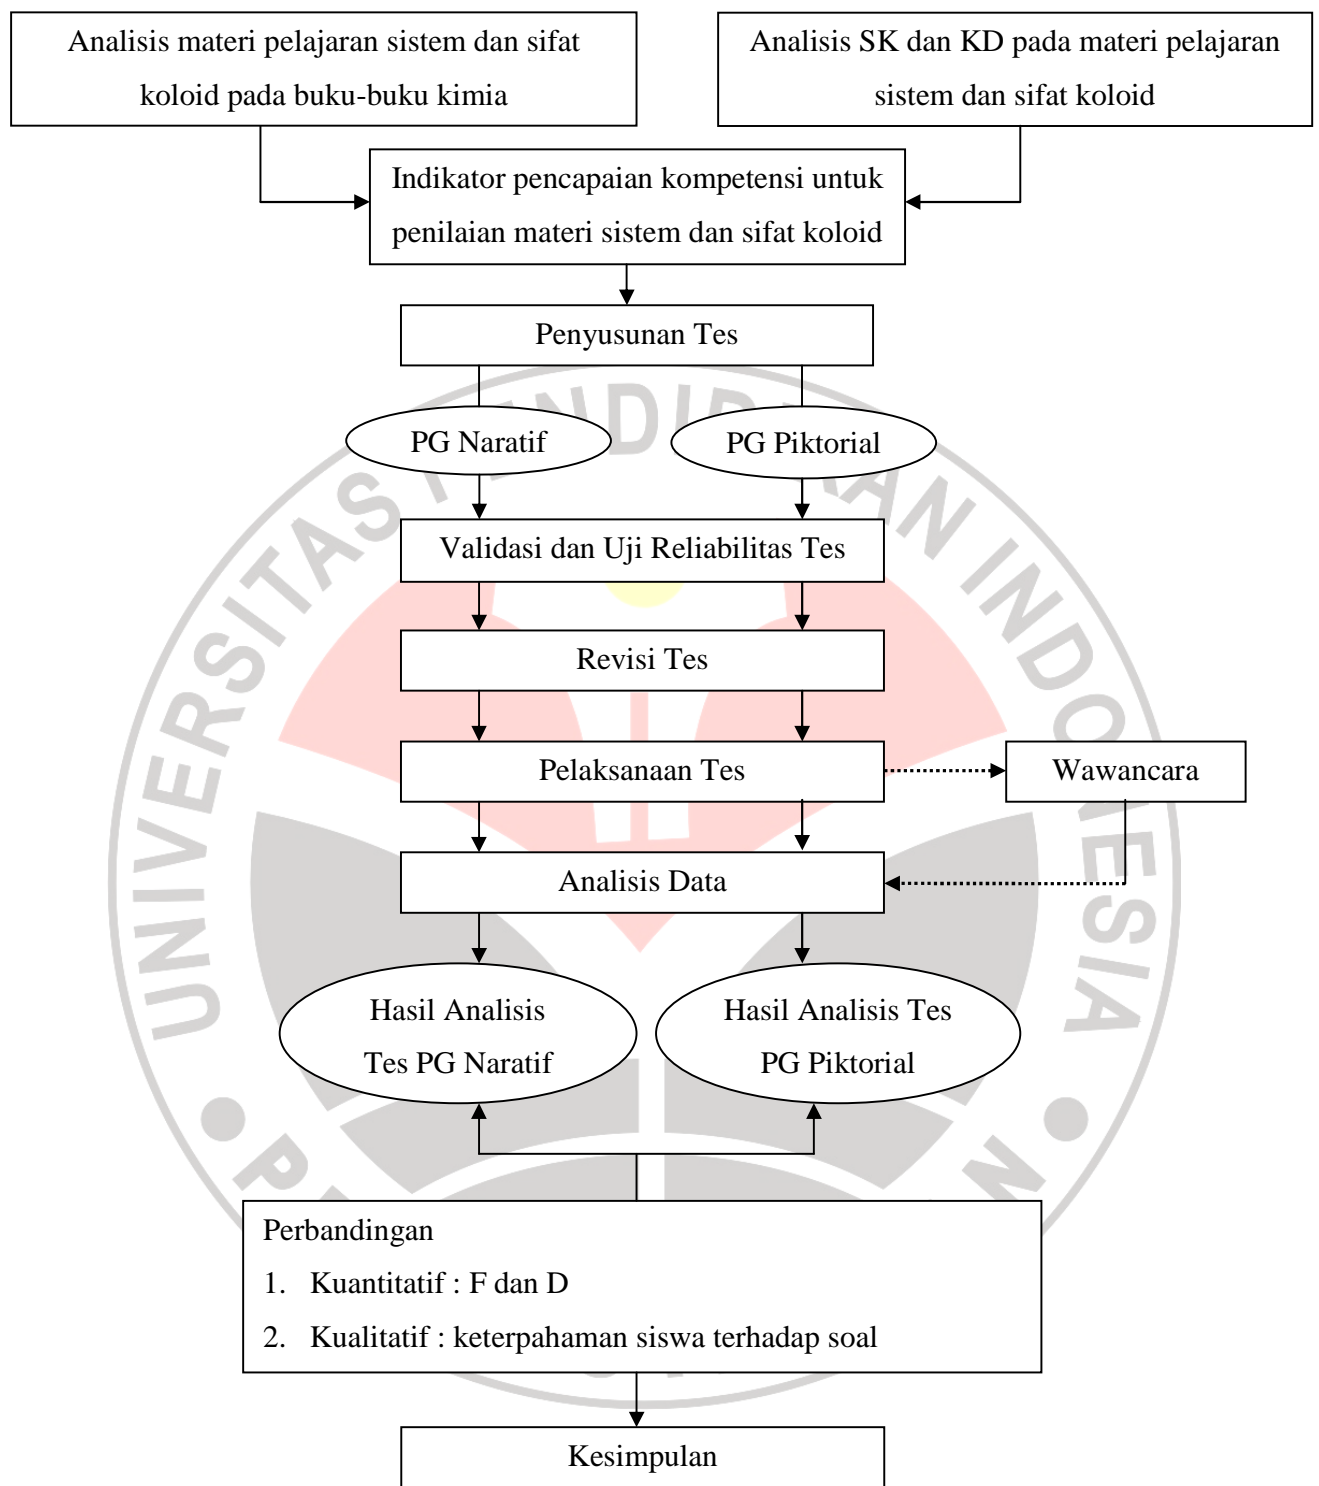 Analisis materi pelajaran sistem dan sifat
koloid pada buku-buku kimia
Analisis SK dan KD pada materi pelajaran
sistem dan sifat koloid
Indikator pencapaian kompetensi untuk
penilaian materi sistem dan sifat koloid
Penyusunan Tes
PG Naratif
PG Piktorial
Validasi dan Uji Reliabilitas Tes
Revisi Tes
Pelaksanaan Tes
Wawancara
Analisis Data
Hasil Analisis
Tes PG Naratif
Hasil Analisis Tes
PG Piktorial
Perbandingan
1. Kuantitatif : F dan D
2. Kualitatif : keterpahaman siswa terhadap soal
Kesimpulan
UNIVERSITAS
INDONESIA